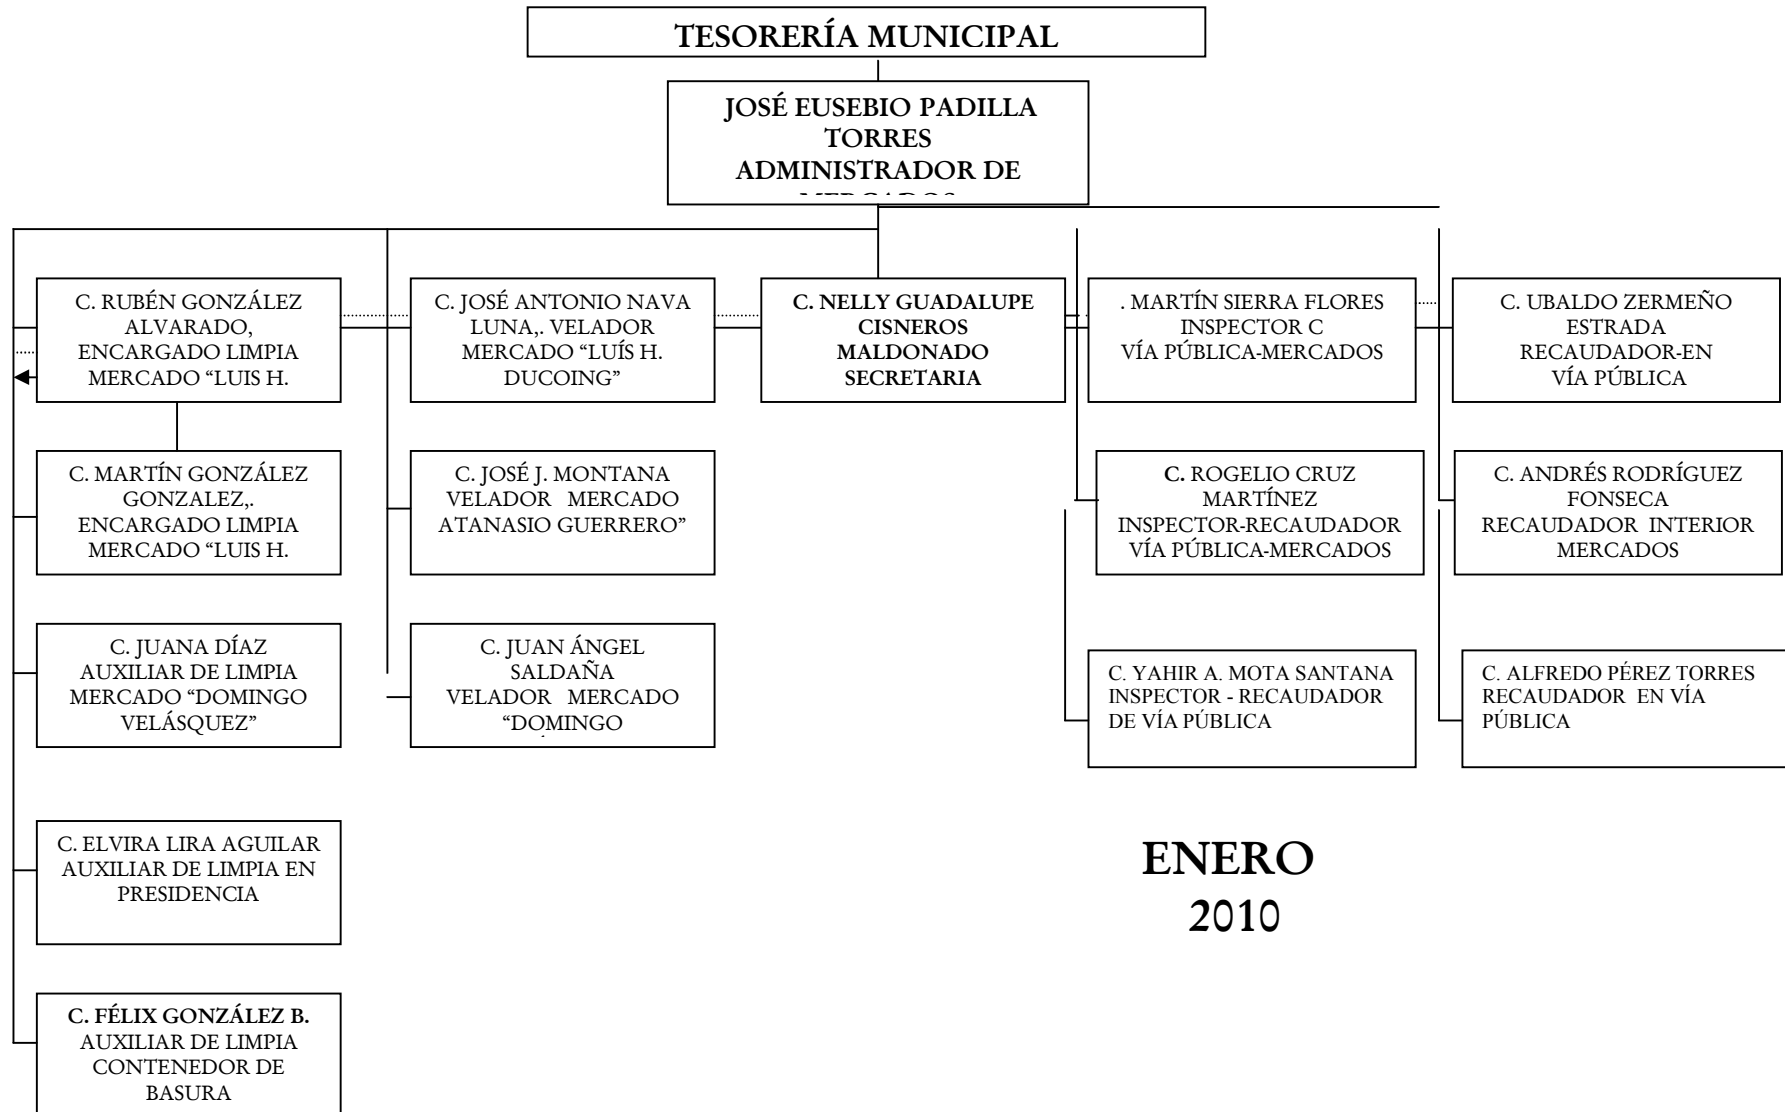 TESORERÍA MUNICIPAL
JOSÉ EUSEBIO PADILLA
TORRES
ADMINISTRADOR DE
C. RUBÉN GONZÁLEZ
ALVARADO,
ENCARGADO LIMPIA
MERCADO “LUIS H.
C. JOSÉ ANTONIO NAVA
LUNA,. VELADOR
MERCADO “LUÍS H.
DUCOING”
C. NELLY GUADALUPE
CISNEROS
MALDONADO
SECRETARIA
. MARTÍN SIERRA FLORES
INSPECTOR C
VÍA PÚBLICA-MERCADOS
C. UBALDO ZERMEÑO
ESTRADA
RECAUDADOR-EN
VÍA PÚBLICA
C. MARTÍN GONZÁLEZ
GONZALEZ,.
ENCARGADO LIMPIA
MERCADO “LUIS H.
C. JOSÉ J. MONTANA
VELADOR MERCADO
ATANASIO GUERRERO”
C. ROGELIO CRUZ
MARTÍNEZ
INSPECTOR-RECAUDADOR
VÍA PÚBLICA-MERCADOS
C. ANDRÉS RODRÍGUEZ
FONSECA
RECAUDADOR INTERIOR
MERCADOS
C. JUANA DÍAZ
AUXILIAR DE LIMPIA
MERCADO “DOMINGO
VELÁSQUEZ”
C. JUAN ÁNGEL
SALDAÑA
VELADOR MERCADO
“DOMINGO
C. YAHIR A. MOTA SANTANA
INSPECTOR - RECAUDADOR
DE VÍA PÚBLICA
C. ALFREDO PÉREZ TORRES
RECAUDADOR EN VÍA
PÚBLICA
C. ELVIRA LIRA AGUILAR
AUXILIAR DE LIMPIA EN
PRESIDENCIA
ENERO
2010
C. FÉLIX GONZÁLEZ B.
AUXILIAR DE LIMPIA
CONTENEDOR DE
BASURA